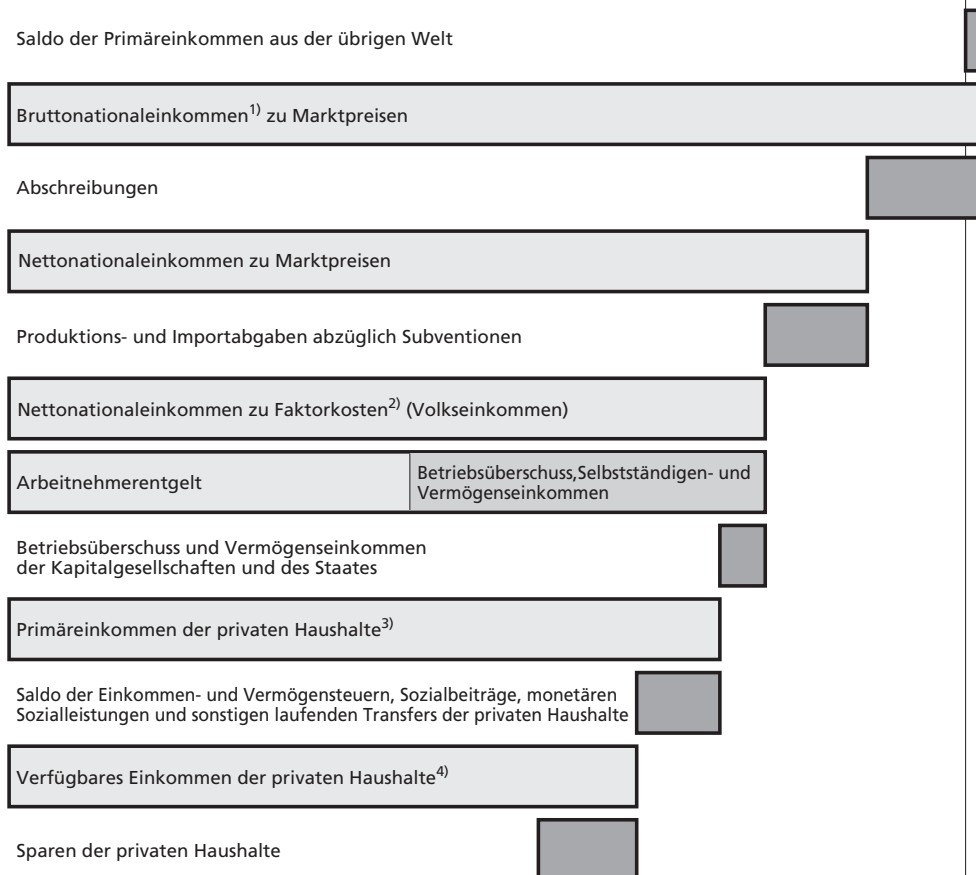 Saldo der Primäreinkommen aus der übrigen Welt
Bruttonationaleinkommen1) zu Marktpreisen
Abschreibungen
Nettonationaleinkommen zu Marktpreisen
Produktions- und Importabgaben abzüglich Subventionen
Nettonationaleinkommen zu Faktorkosten2) (Volkseinkommen)
Arbeitnehmerentgelt
Betriebsüberschuss,Selbstständigen- und
Vermögenseinkommen
Betriebsüberschuss und Vermögenseinkommen
der Kapitalgesellschaften und des Staates
Primäreinkommen der privaten Haushalte3)
Saldo der Einkommen- und Vermögensteuern, Sozialbeiträge, monetären
Sozialleistungen und sonstigen laufenden Transfers der privaten Haushalte
Verfügbares Einkommen der privaten Haushalte4)
Sparen der privaten Haushalte